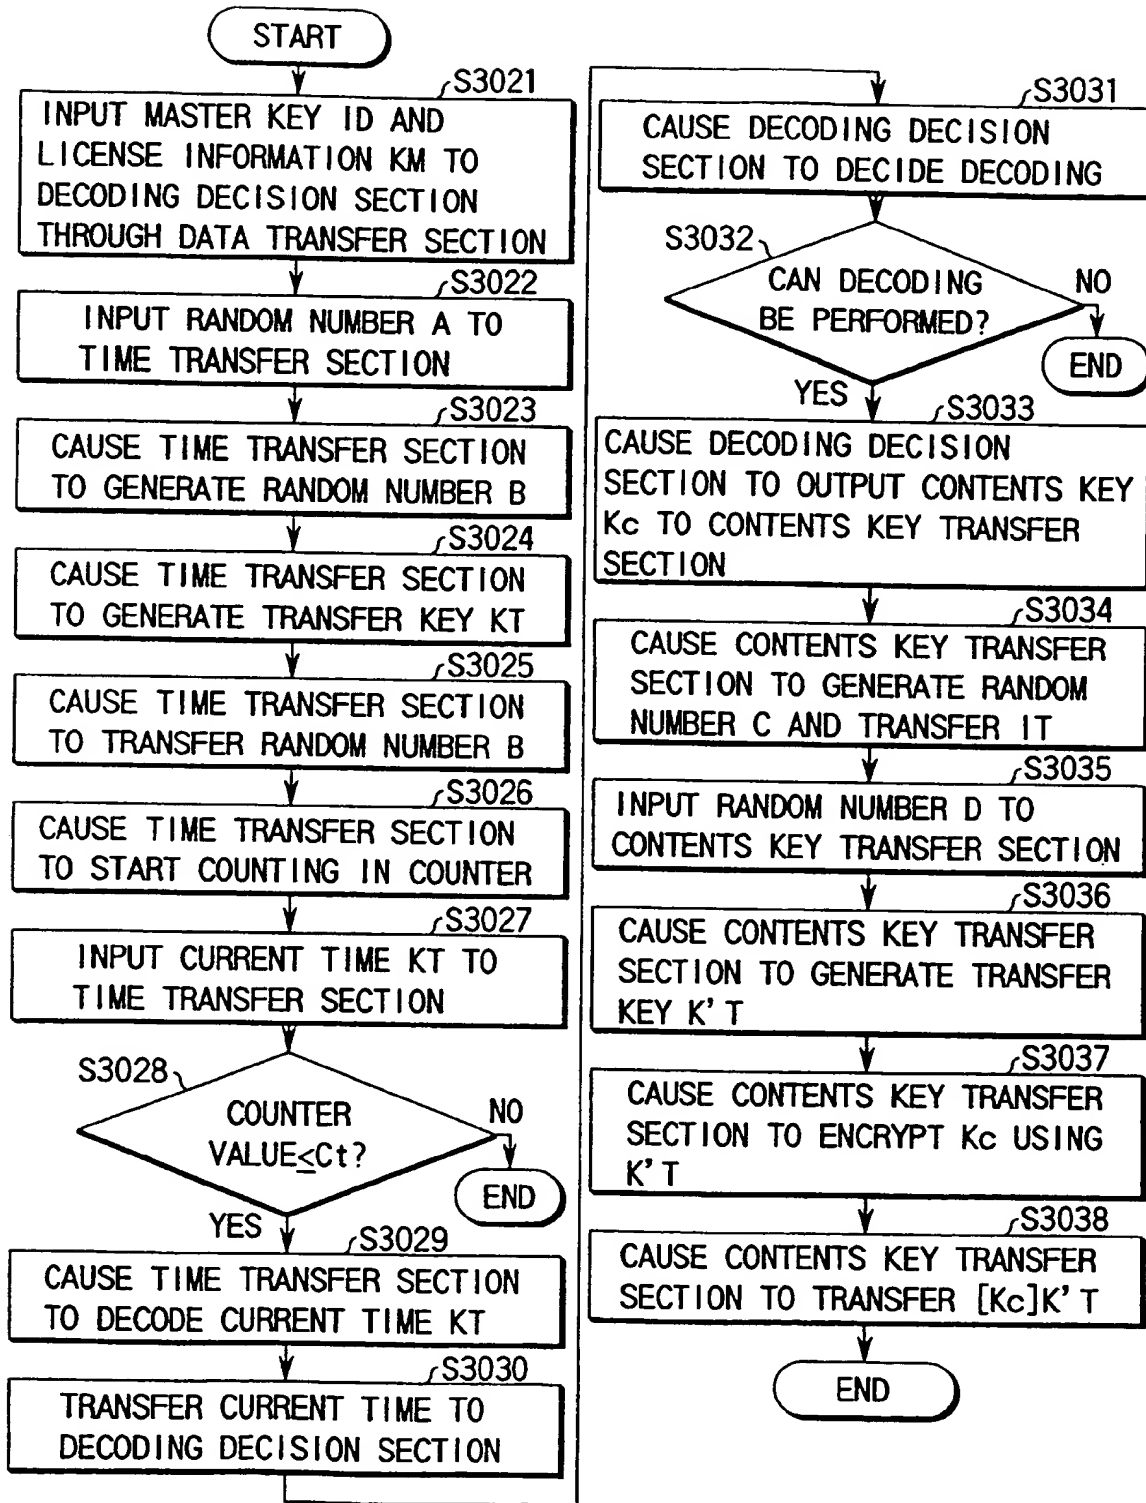 START
S3021
INPUT MASTER KEY ID AND
LICENSE INFORMATION KM TO
DECODING DECISION SECTION
THROUGH DATA TRANSFER SECTION
S3022
INPUT RANDOM NUMBER A TO
TIME TRANSFER SECTION
S3023
CAUSE TIME TRANSFER SECTION
TO GENERATE RANDOM NUMBER B
S3024
CAUSE TIME TRANSFER SECTION
TO GENERATE TRANSFER KEY KT
S3025
CAUSE TIME TRANSFER SECTION
TO TRANSFER RANDOM NUMBER B
S3026
CAUSE TIME TRANSFER SECTION
TO START COUNTING IN COUNTER
S3027
INPUT CURRENT TIME KT TO
TIME TRANSFER SECTION
S3028
COUNTER
VALUE≤Ct?
NO
END
YES
S3029
CAUSE TIME TRANSFER SECTION
TO DECODE CURRENT TIME KT
S3030
TRANSFER CURRENT TIME TO
DECODING DECISION SECTION
S3031
CAUSE DECODING DECISION
SECTION TO DECIDE DECODING
S3032
CAN DECODING
BE PERFORMED?
NO
END
YES
S3033
CAUSE DECODING DECISION
SECTION TO OUTPUT CONTENTS KEY
Kc TO CONTENTS KEY TRANSFER
SECTION
S3034
CAUSE CONTENTS KEY TRANSFER
SECTION TO GENERATE RANDOM
NUMBER C AND TRANSFER IT
S3035
INPUT RANDOM NUMBER D TO
CONTENTS KEY TRANSFER SECTION
S3036
CAUSE CONTENTS KEY TRANSFER
SECTION TO GENERATE TRANSFER
KEY K'T
S3037
CAUSE CONTENTS KEY TRANSFER
SECTION TO ENCRYPT Kc USING
K'T
S3038
CAUSE CONTENTS KEY TRANSFER
SECTION TO TRANSFER [Kc]K'T
END